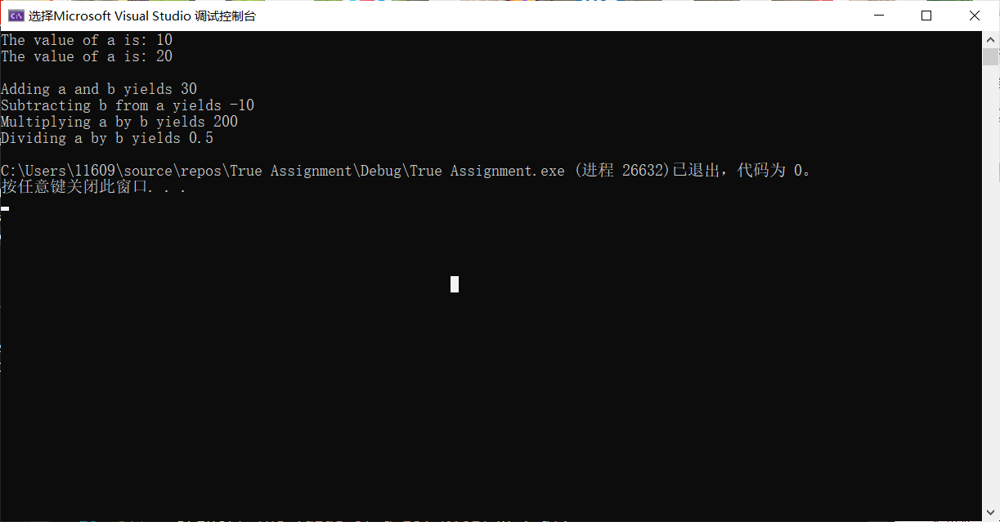 选择Microsoft Visual Studio 调试控制台
The value of a is: 10
The value of a is: 20
Adding a and b yields 30
Subtracting b from a yields -10
Multiplying a by b yields 200
Dividing a by b yields 0.5
C:\Users\11609\source\repos\True Assignment\Debug\True Assignment.exe (进程 26632)已退出，代码为 0。
按任意键关闭此窗口. . .